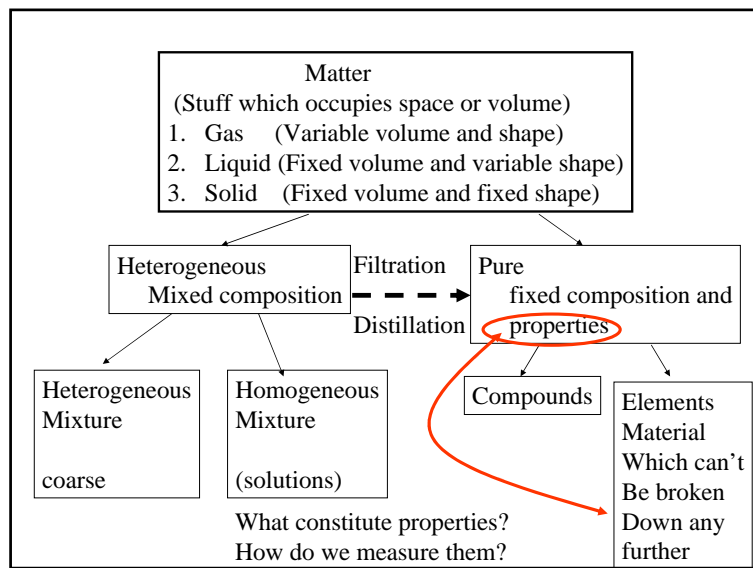 Matter
(Stuff which occupies space or volume)
1. Gas (Variable volume and shape)
2. Liquid (Fixed volume and variable shape)
3. Solid (Fixed volume and fixed shape)
Heterogeneous
Mixed composition
Filtration
Distillation
Pure
fixed composition and
properties
Heterogeneous
Mixture
coarse
Homogeneous
Mixture
(solutions)
Compounds
Elements
Material
Which can't
Be broken
Down any
further
What constitute properties?
How do we measure them?